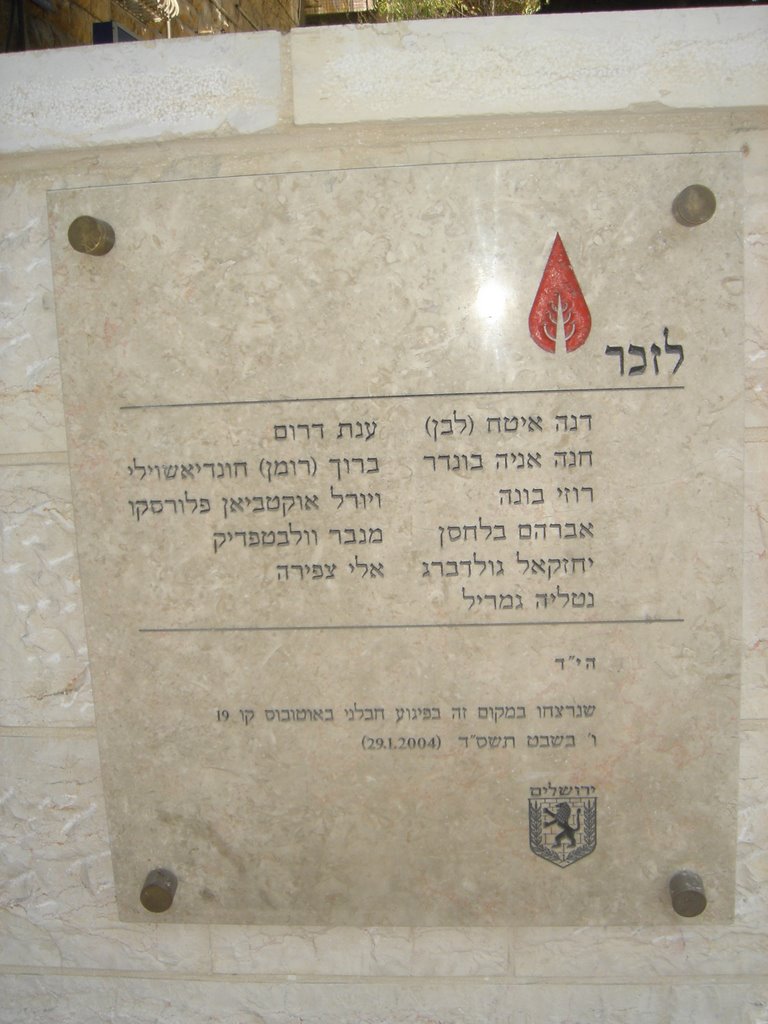 לזכר
דנה איטח (לבן)
חנה אניה בונדר
רוזי בונה
אברהם בלחסן
יחזקאל גולדברג
נטליה גמריל
ענת דרום
ברוך (רומן) חונדיאשוילי
ויורל אוקטביאן פלורסקו
מנבר וולבטפדיק
אלי צפירה
הי"ד
שנרצחו במקום זה בפיגוע חבלני באוטובוס קו 19
ו' בשבט תשס"ד (29.1.2004)
ירושלים